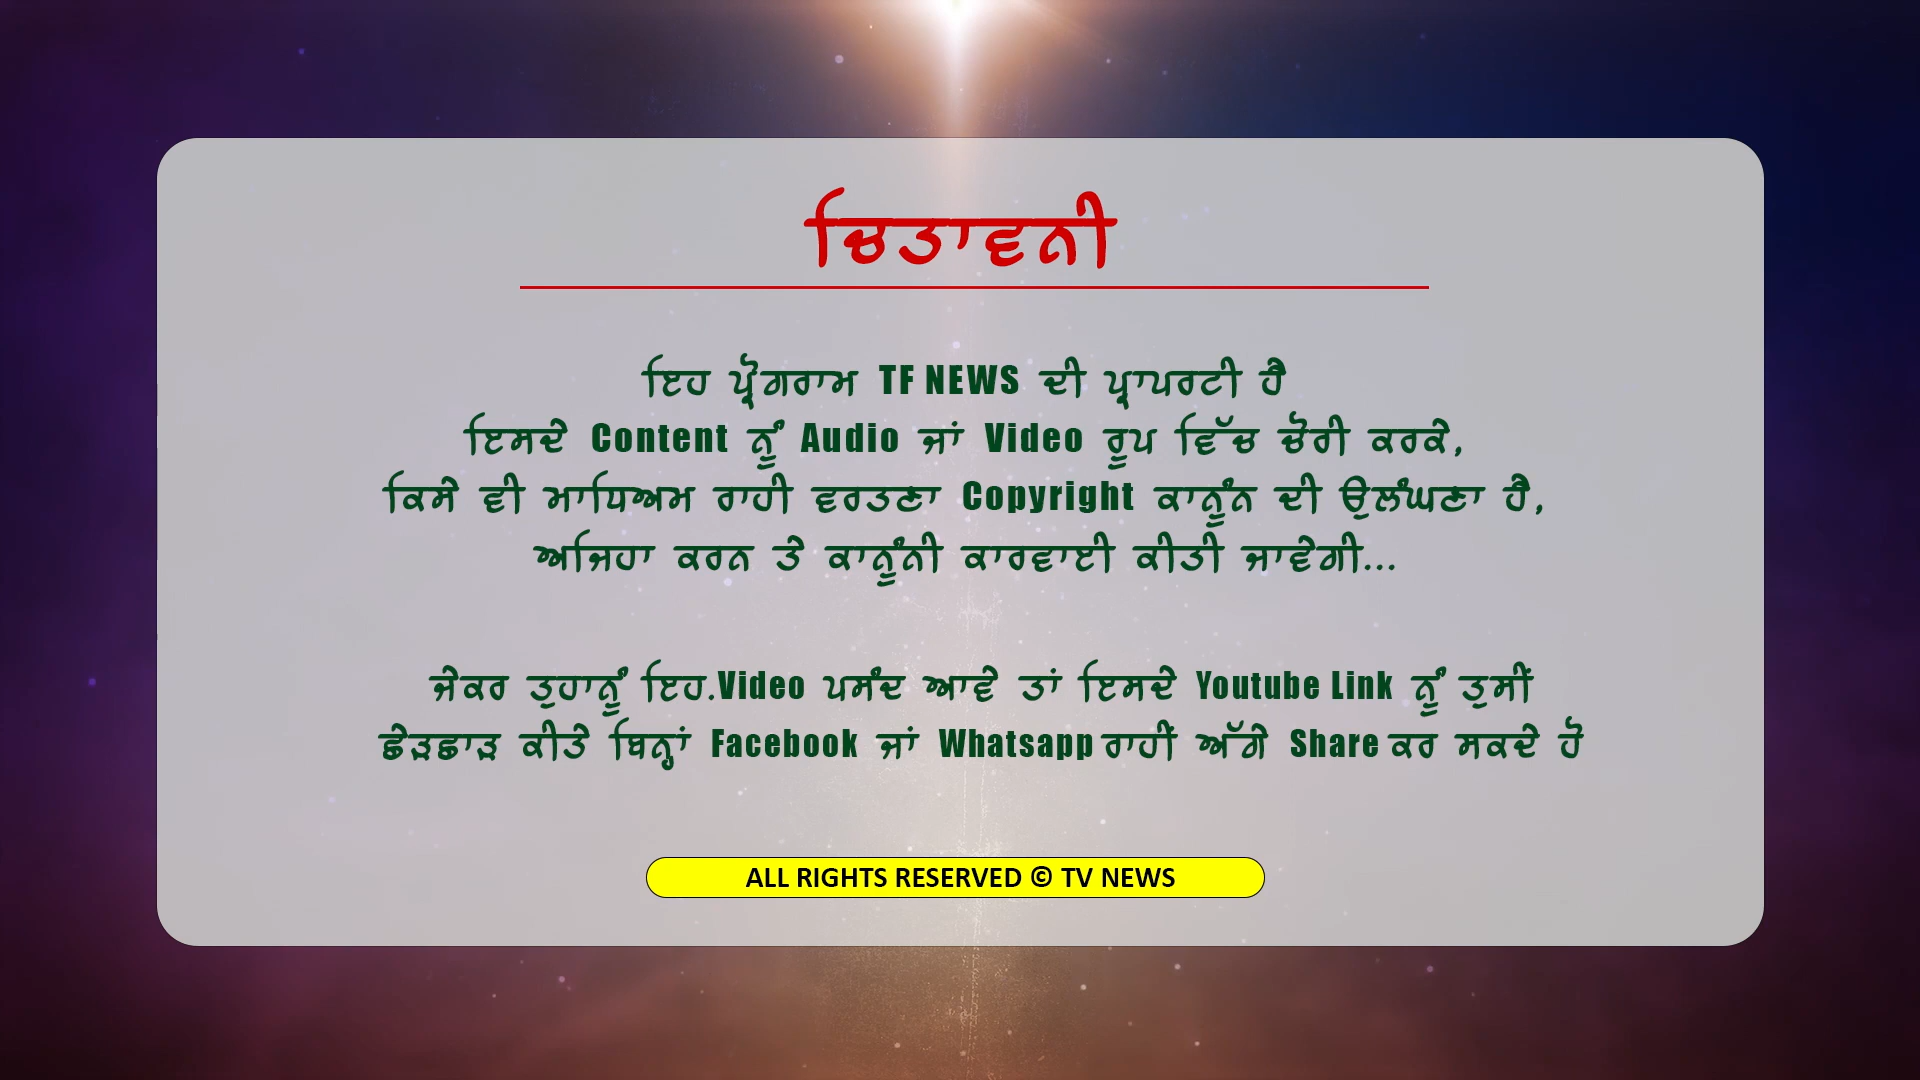 ਚਿਤਾਵਨੀ
ਇਹ ਪ੍ਰੋਗਰਾਮ TF NEWS ਦੀ ਪ੍ਰਾਪਰਟੀ ਹੈ
ਇਸਦੇ Content ਨੂੰ Audio ਜਾਂ Video ਰੂਪ ਵਿੱਚ ਚੋਰੀ ਕਰਕੇ,
ਕਿਸੇ ਵੀ ਮਾਧਿਅਮ ਰਾਹੀ ਵਰਤਣਾ Copyright ਕਾਨੂੰਨ ਦੀ ਉਲੰਘਣਾ ਹੈ,
ਅਜਿਹਾ ਕਰਨ ਤੇ ਕਾਨੂੰਨੀ ਕਾਰਵਾਈ ਕੀਤੀ ਜਾਵੇਗੀ...
ਜੇਕਰ ਤੁਹਾਨੂੰ ਇਹ.Video ਪਸੰਦ ਆਵੇ ਤਾਂ ਇਸਦੇ Youtube Link ਨੂੰ ਤੁਸੀਂ
ਛੇੜਛਾੜ ਕੀਤੇ ਬਿਨ੍ਹਾਂ Facebook ਜਾਂ Whatsapp ਰਾਹੀਂ ਅੱਗੇ Share ਕਰ ਸਕਦੇ ਹੋ
ALL RIGHTS RESERVED © TV NEWS